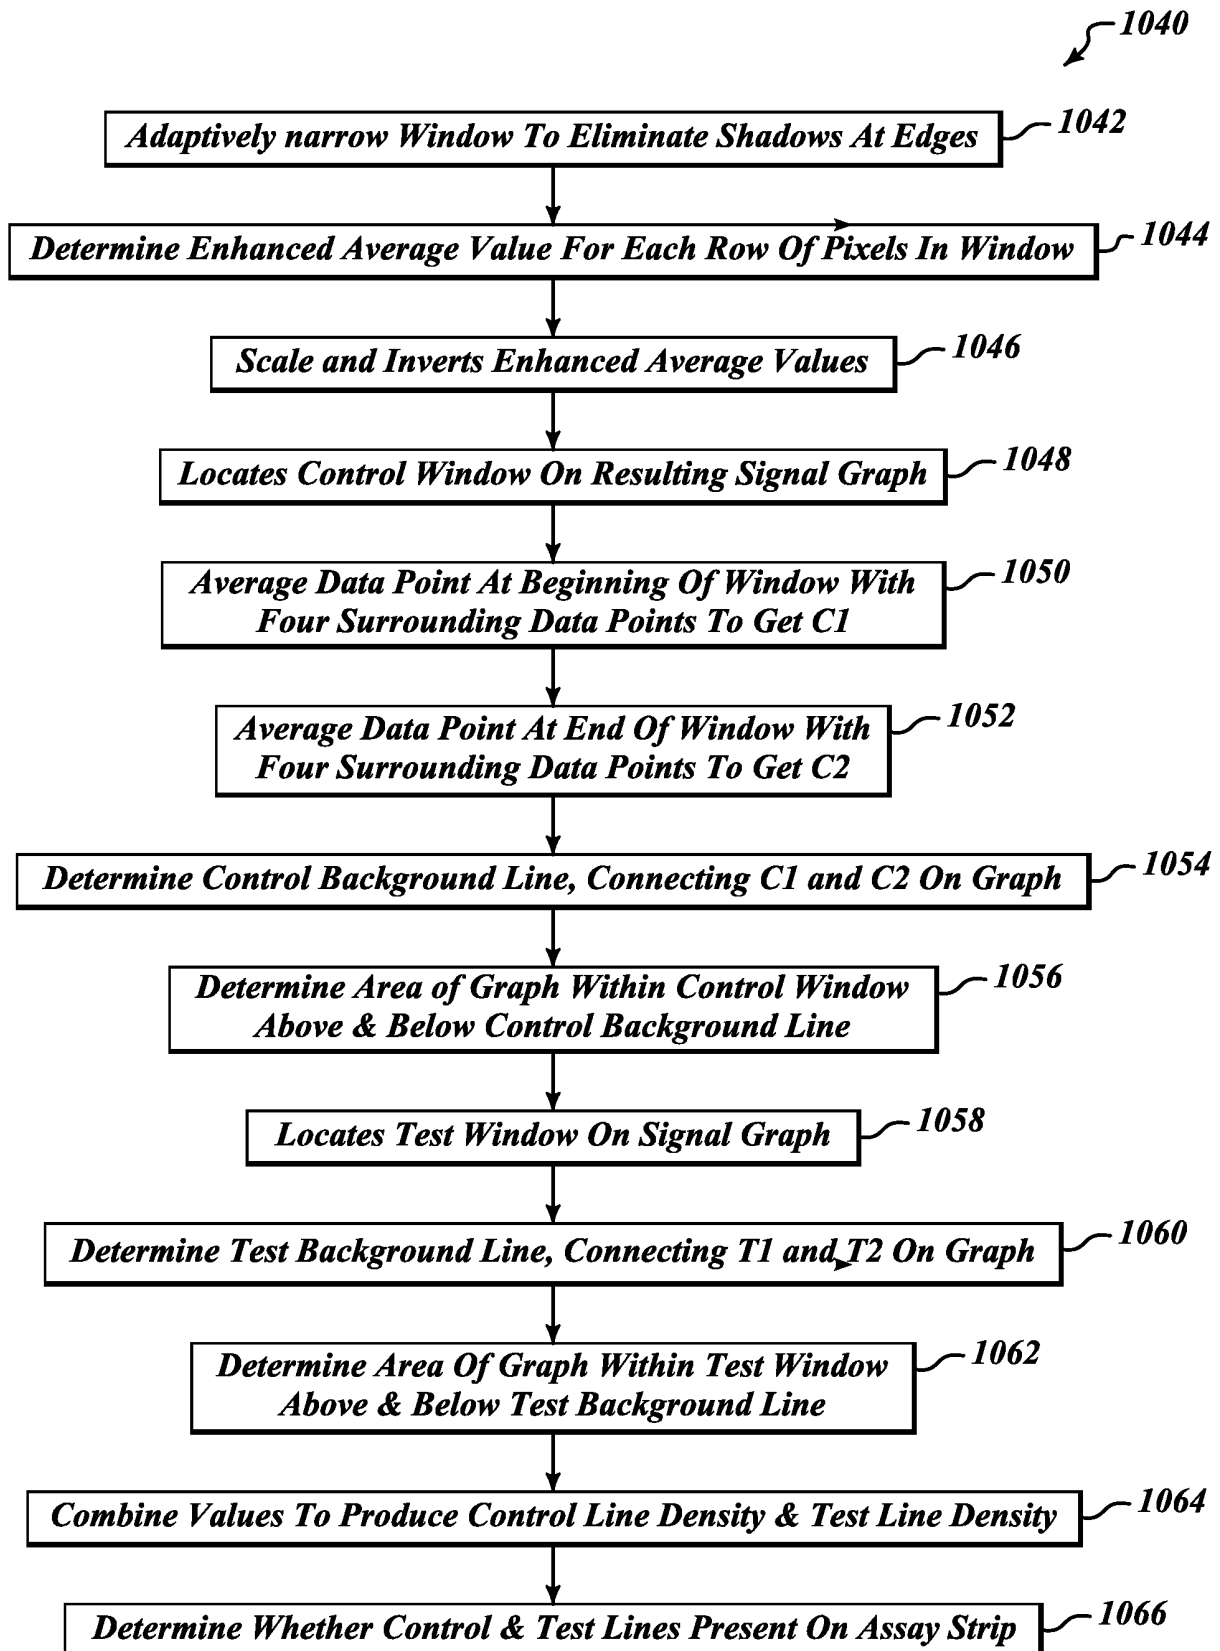 1040
Adaptively narrow Window To Eliminate Shadows At Edges
1042
Determine Enhanced Average Value For Each Row Of Pixels In Window
1044
Scale and Inverts Enhanced Average Values
1046
Locates Control Window On Resulting Signal Graph
1048
Average Data Point At Beginning Of Window With
Four Surrounding Data Points To Get C1
1050
Average Data Point At End Of Window With
Four Surrounding Data Points To Get C2
1052
Determine Control Background Line, Connecting C1 and C2 On Graph
1054
Determine Area of Graph Within Control Window
Above & Below Control Background Line
1056
Locates Test Window On Signal Graph
1058
Determine Test Background Line, Connecting T1 and T2 On Graph
1060
Determine Area Of Graph Within Test Window
Above & Below Test Background Line
1062
Combine Values To Produce Control Line Density & Test Line Density
1064
Determine Whether Control & Test Lines Present On Assay Strip
1066